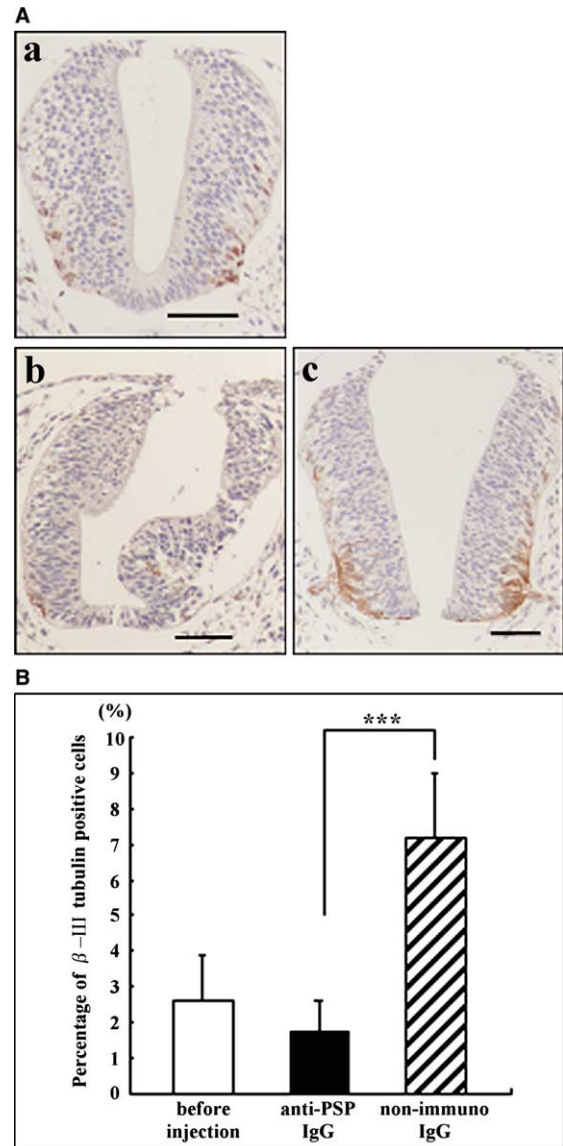 A
a
b
c
B
(%)
10
9
8
7
6
5
4
3
2
1
0
Percentage of β-III tubulin positive cells
***
before injection
anti-PSP IgG
non-immuno IgG